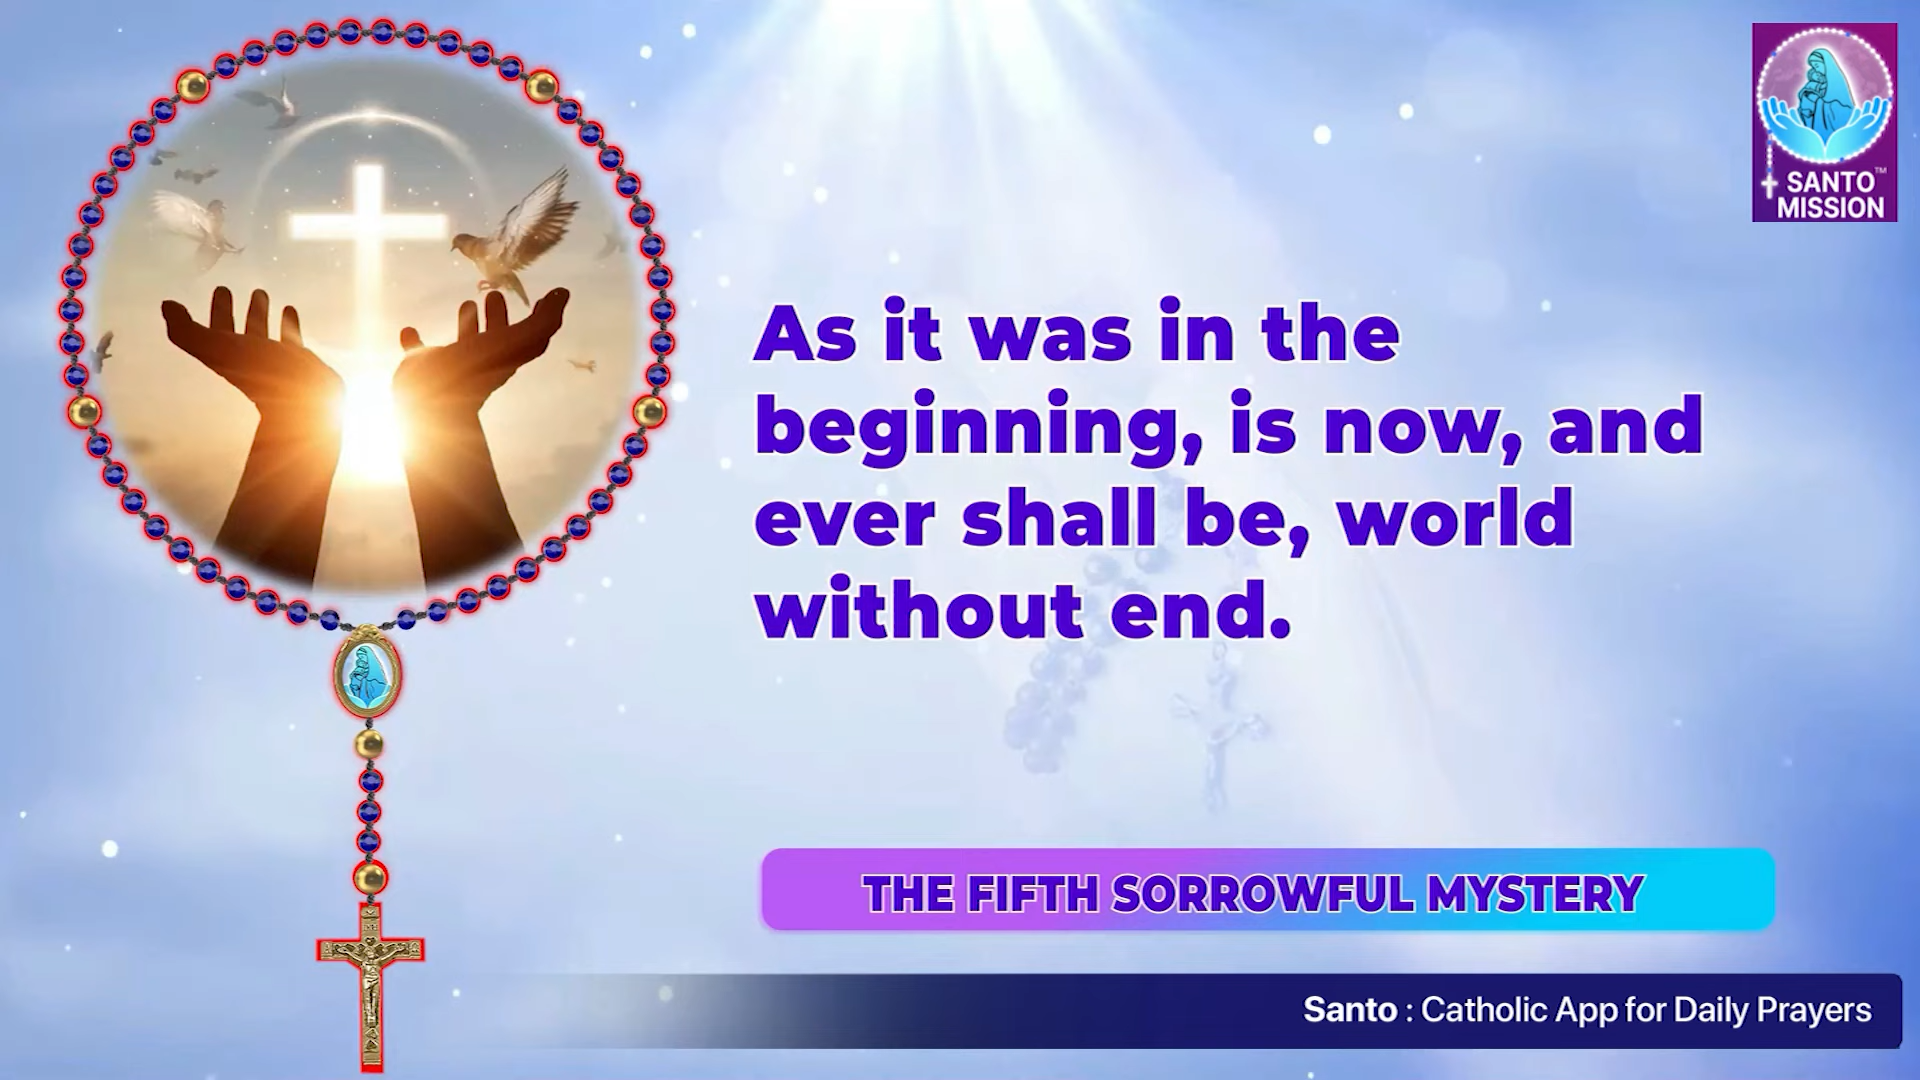 SANTO™
MISSION
As it was in the
beginning, is now, and
ever shall be, world
without end.
THE FIFTH SORROWFUL MYSTERY
Santo : Catholic App for Daily Prayers